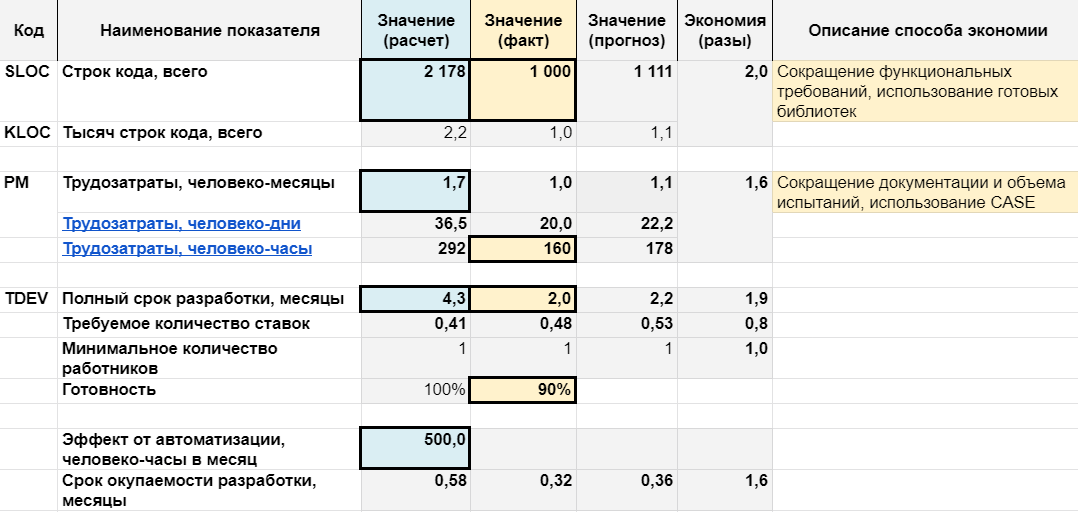 Код Наименование показателя Значение (расчет) Значение (факт) Значение (прогноз) Экономия (разы) Описание способа экономии
SLOC Строк кода, всего 2 178 1 000 1 111 2,0 Сокращение функциональных
требований, использование готовых
библиотек
KLOC Тысяч строк кода, всего 2,2 1,0 1,1
PM Трудозатраты, человеко-месяцы 1,7 1,0 1,1 1,6 Сокращение документации и объема
испытаний, использование CASE
Трудозатраты, человеко-дни 36,5 20,0 22,2
Трудозатраты, человеко-часы 292 160 178
TDEV Полный срок разработки, месяцы 4,3 2,0 2,2 1,9
Требуемое количество ставок 0,41 0,48 0,53 0,8
Минимальное количество
работников 1 1 1 1,0
Готовность 100% 90%
Эффект от автоматизации,
человеко-часы в месяц 500,0
Срок окупаемости разработки,
месяцы 0,58 0,32 0,36 1,6